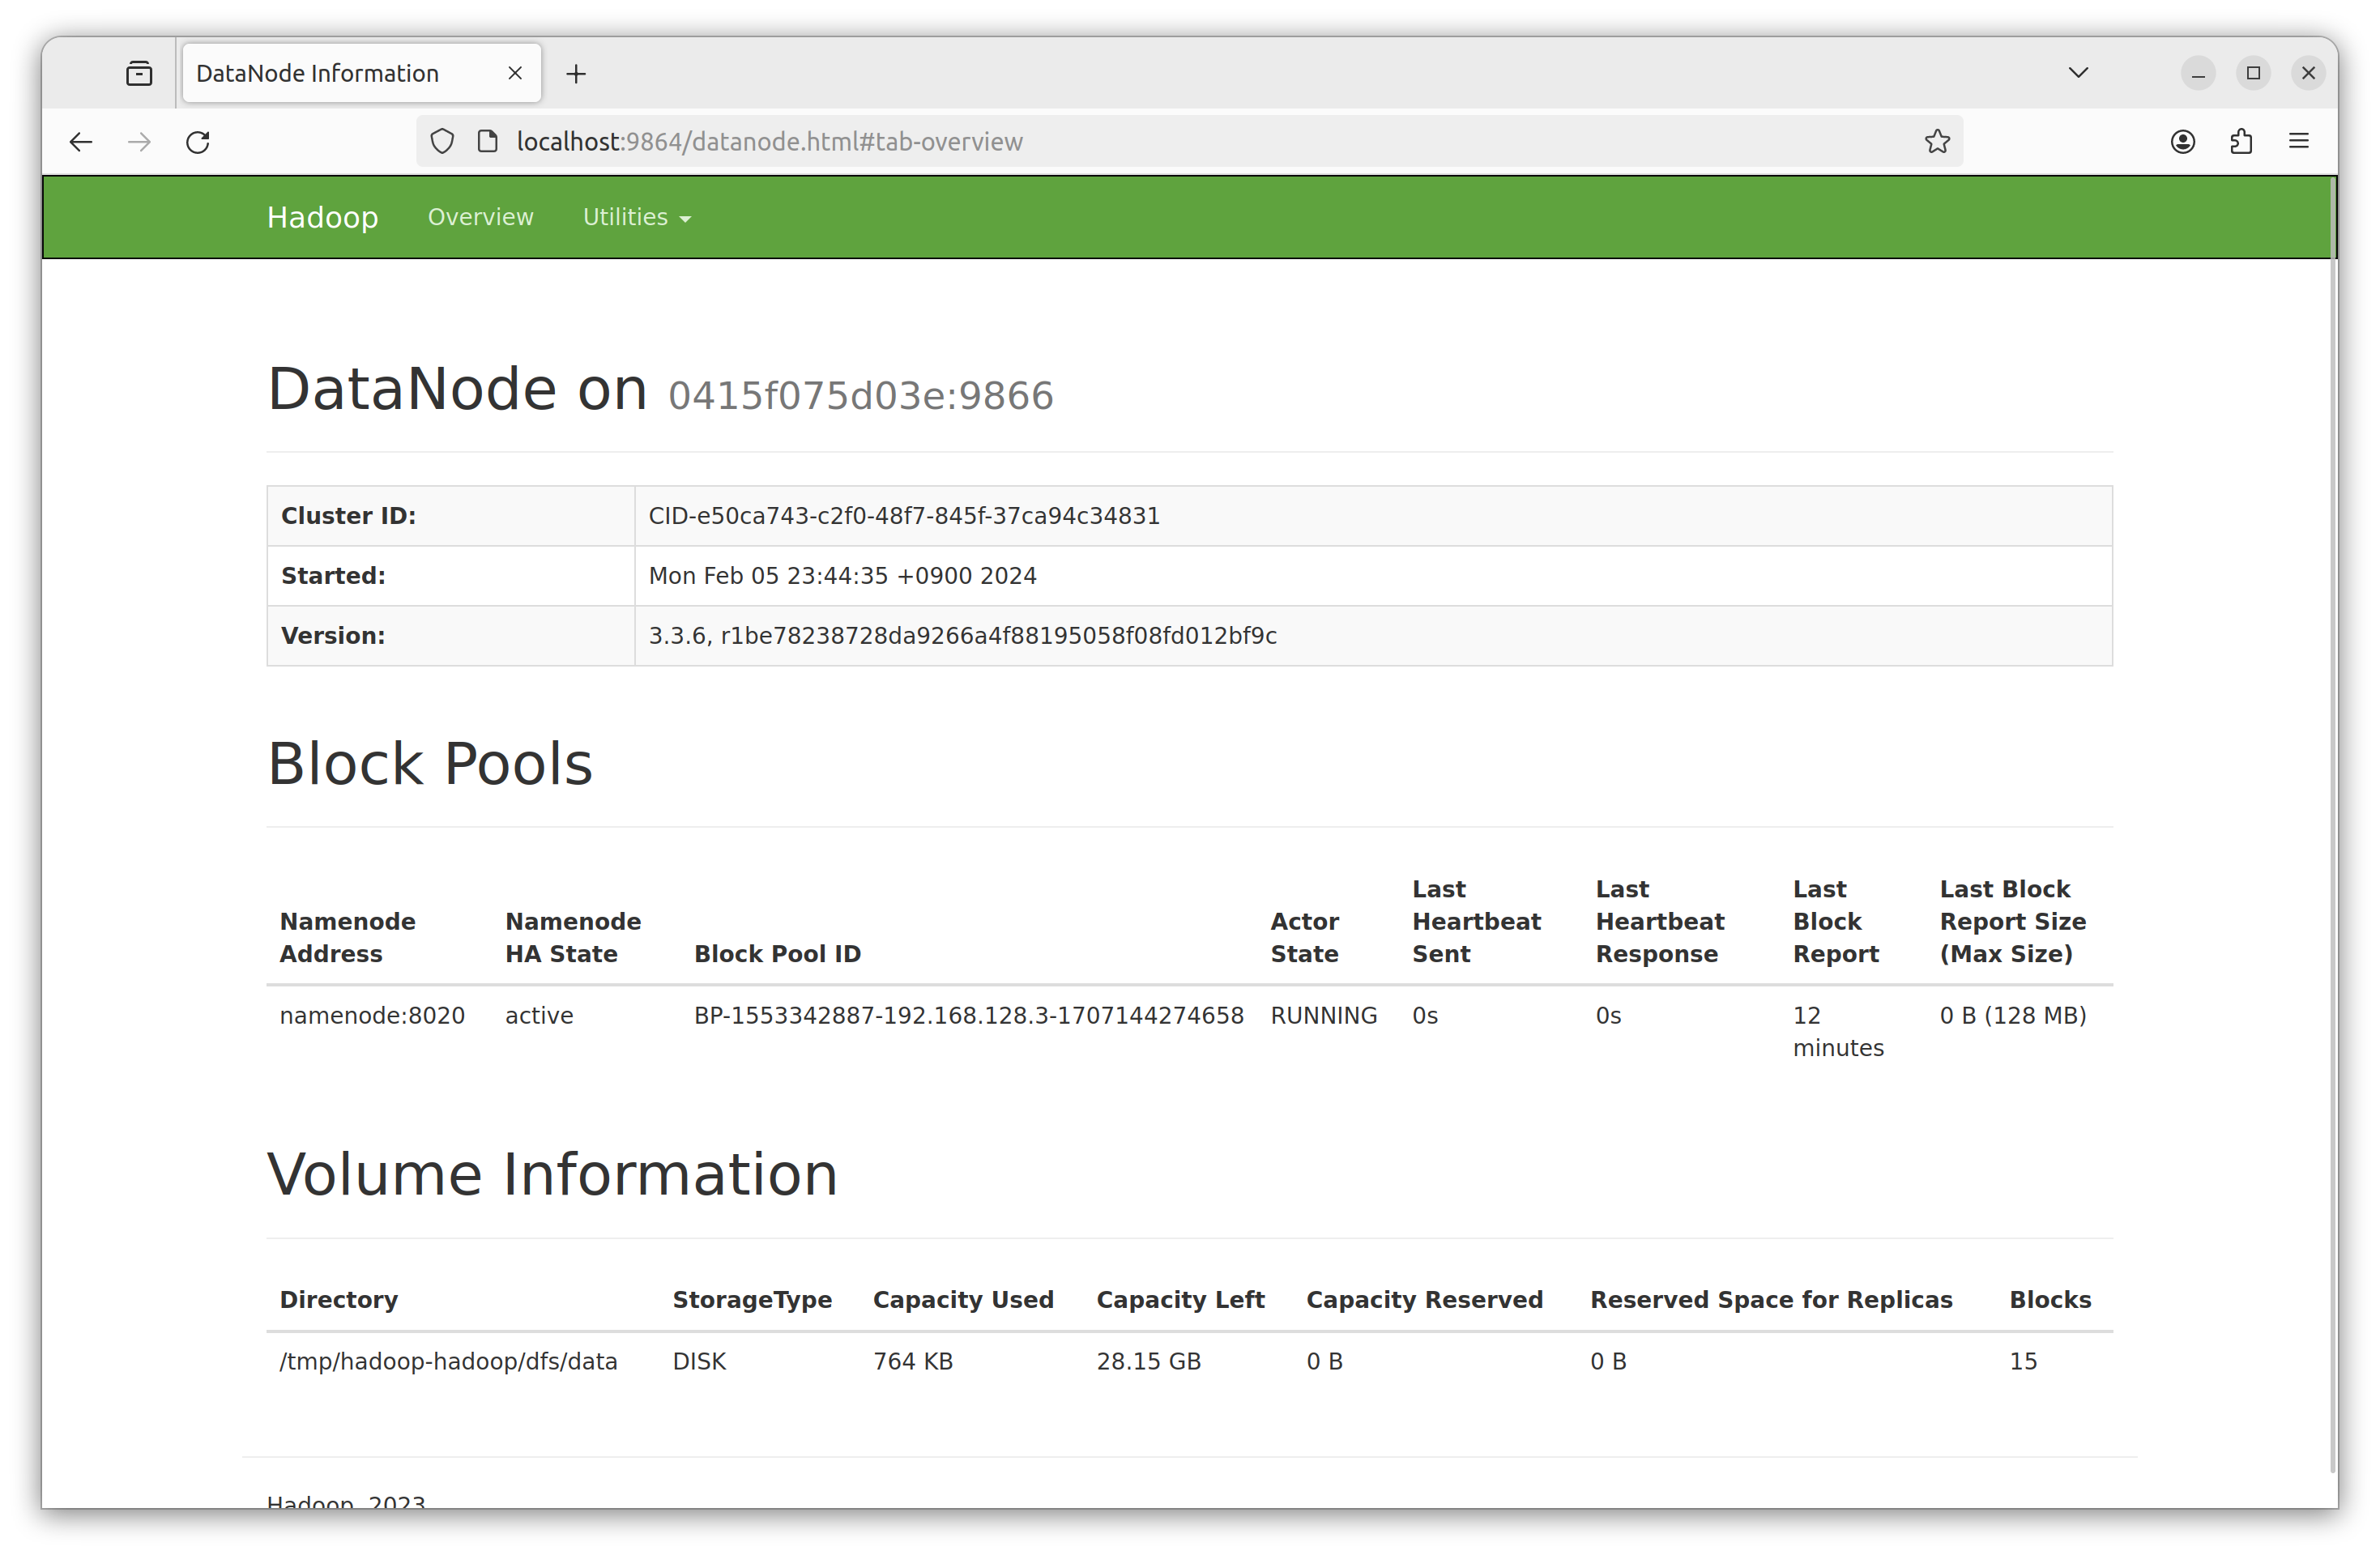 DataNode Information
localhost:9864/datanode.html#tab-overview
Hadoop Overview Utilities
DataNode on 0415f075d03e:9866
Cluster ID: CID-e50ca743-c2f0-48f7-845f-37ca94c34831
Started: Mon Feb 05 23:44:35 +0900 2024
Version: 3.3.6, r1be78238728da9266a4f88195058f08fd012bf9c
Block Pools
Namenode Address Namenode HA State Block Pool ID Actor State Last Heartbeat Sent Last Heartbeat Response Last Block Report Last Block Report Size (Max Size)
namenode:8020 active BP-1553342887-192.168.128.3-1707144274658 RUNNING 0s 0s 12 minutes 0 B (128 MB)
Volume Information
Directory StorageType Capacity Used Capacity Left Capacity Reserved Reserved Space for Replicas Blocks
/tmp/hadoop-hadoop/dfs/data DISK 764 KB 28.15 GB 0 B 0 B 15
Hadoop, 2023.